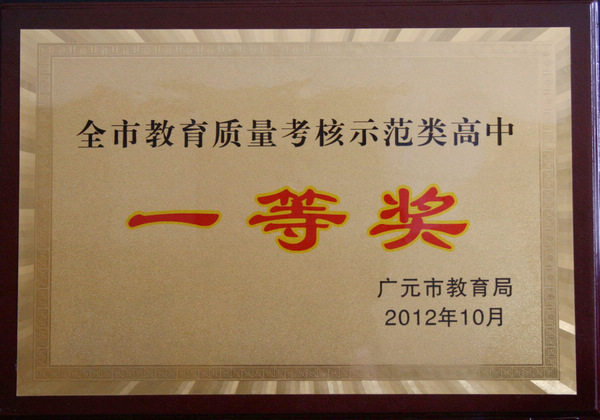 全市教育质量考核示范类高中
一等奖
广元市教育局
2012年10月